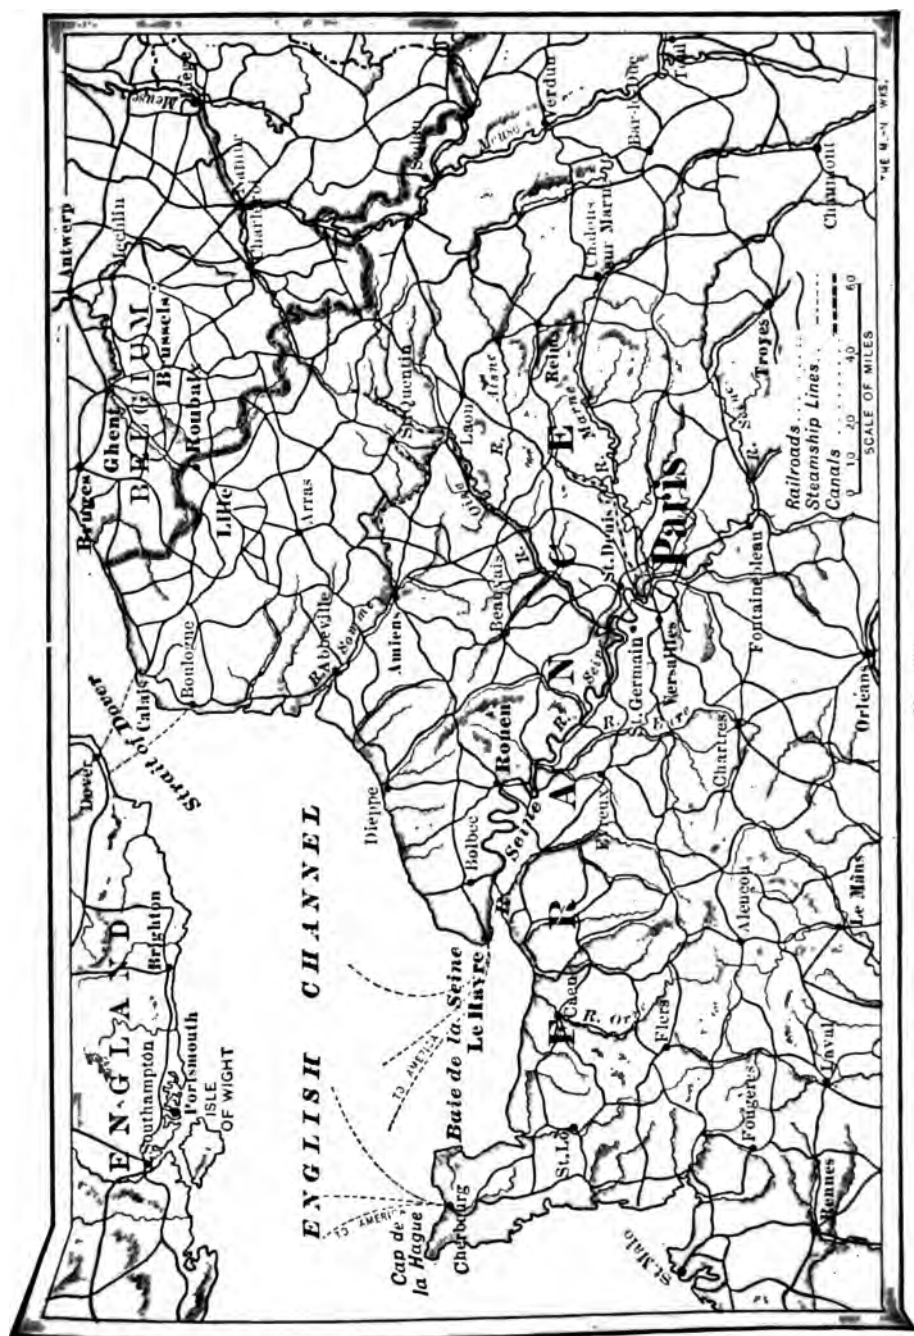 ENGLAND
Southampton
Portsmouth
ISLE
OF WIGHT
Brighton
Dover
Strait of Dover
ENGLISH CHANNEL
TO AMERICA
TO AMERICA
Cap de
la Hague
Cherbourg
Baie de la Seine
Le Havre
Bolbec
Dieppe
Calais
Boulogne
Abbeville
R. Somme
Amiens
Arras
Lille
Roubaix
Bruges
Ghent
BELGIUM
Brussels
Antwerp
Mechlin
Charleroi
Namur
Liege
Meuse
St. Quentin
Laon
Oise
R.
R. Aisne
Beauvais
Rouen
R. Seine
R. Seine
FRANCE
Reims
Marne
R.
Sedan
Meuse
Verdun
Bar-le-Duc
Toul
Chalons
sur Marne
Chaumont
Troyes
R. Seine
St. Denis
Paris
St. Germain
Versailles
Fontainebleau
R. Eure
Evreux
Chartres
Orleans
Caen
R. Orne
St. Lo
Flers
Alencon
Le Mans
Fougeres
Laval
Rennes
St. Malo
Railroads
Steamship Lines
Canals
0 10 20 40 60
SCALE OF MILES